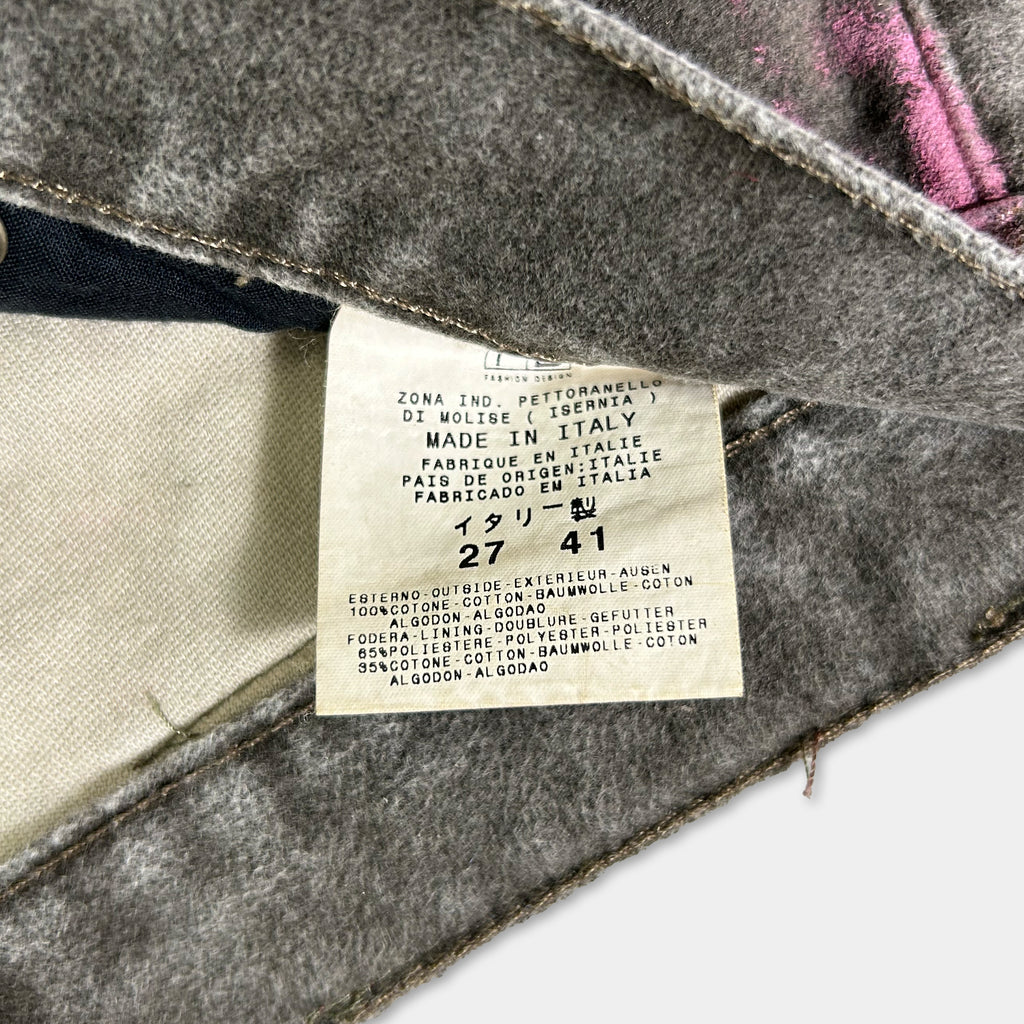 FASHION DESIGN
ZONA IND. PETTORANELLO
DI MOLISE ( ISERNIA )
MADE IN ITALY
FABRIQUE EN ITALIE
PAIS DE ORIGEN:ITALIE
FABRICADO EM ITALIA
イタリー製
27 41
ESTERNO-OUTSIDE-EXTERIEUR-AUSEN
100%COTONE-COTTON-BAUMWOLLE-COTON
ALGODON-ALGODAO
FODERA-LINING-DOUBLURE-GEFUTTER
65%POLIESTERE-POLYESTER-POLIESTER
35%COTONE-COTTON-BAUMWOLLE-COTON
ALGODON-ALGODAO